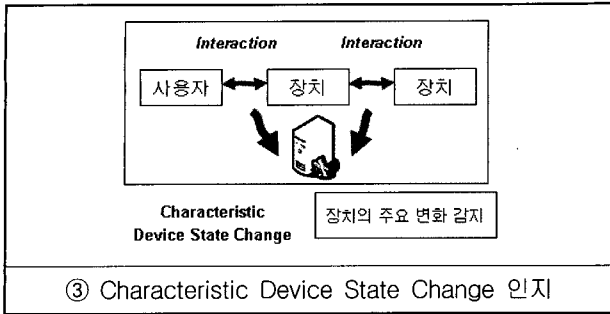 Interaction Interaction
사용자 장치 장치
Characteristic
Device State Change
장치의 주요 변화 감지
③ Characteristic Device State Change 인지